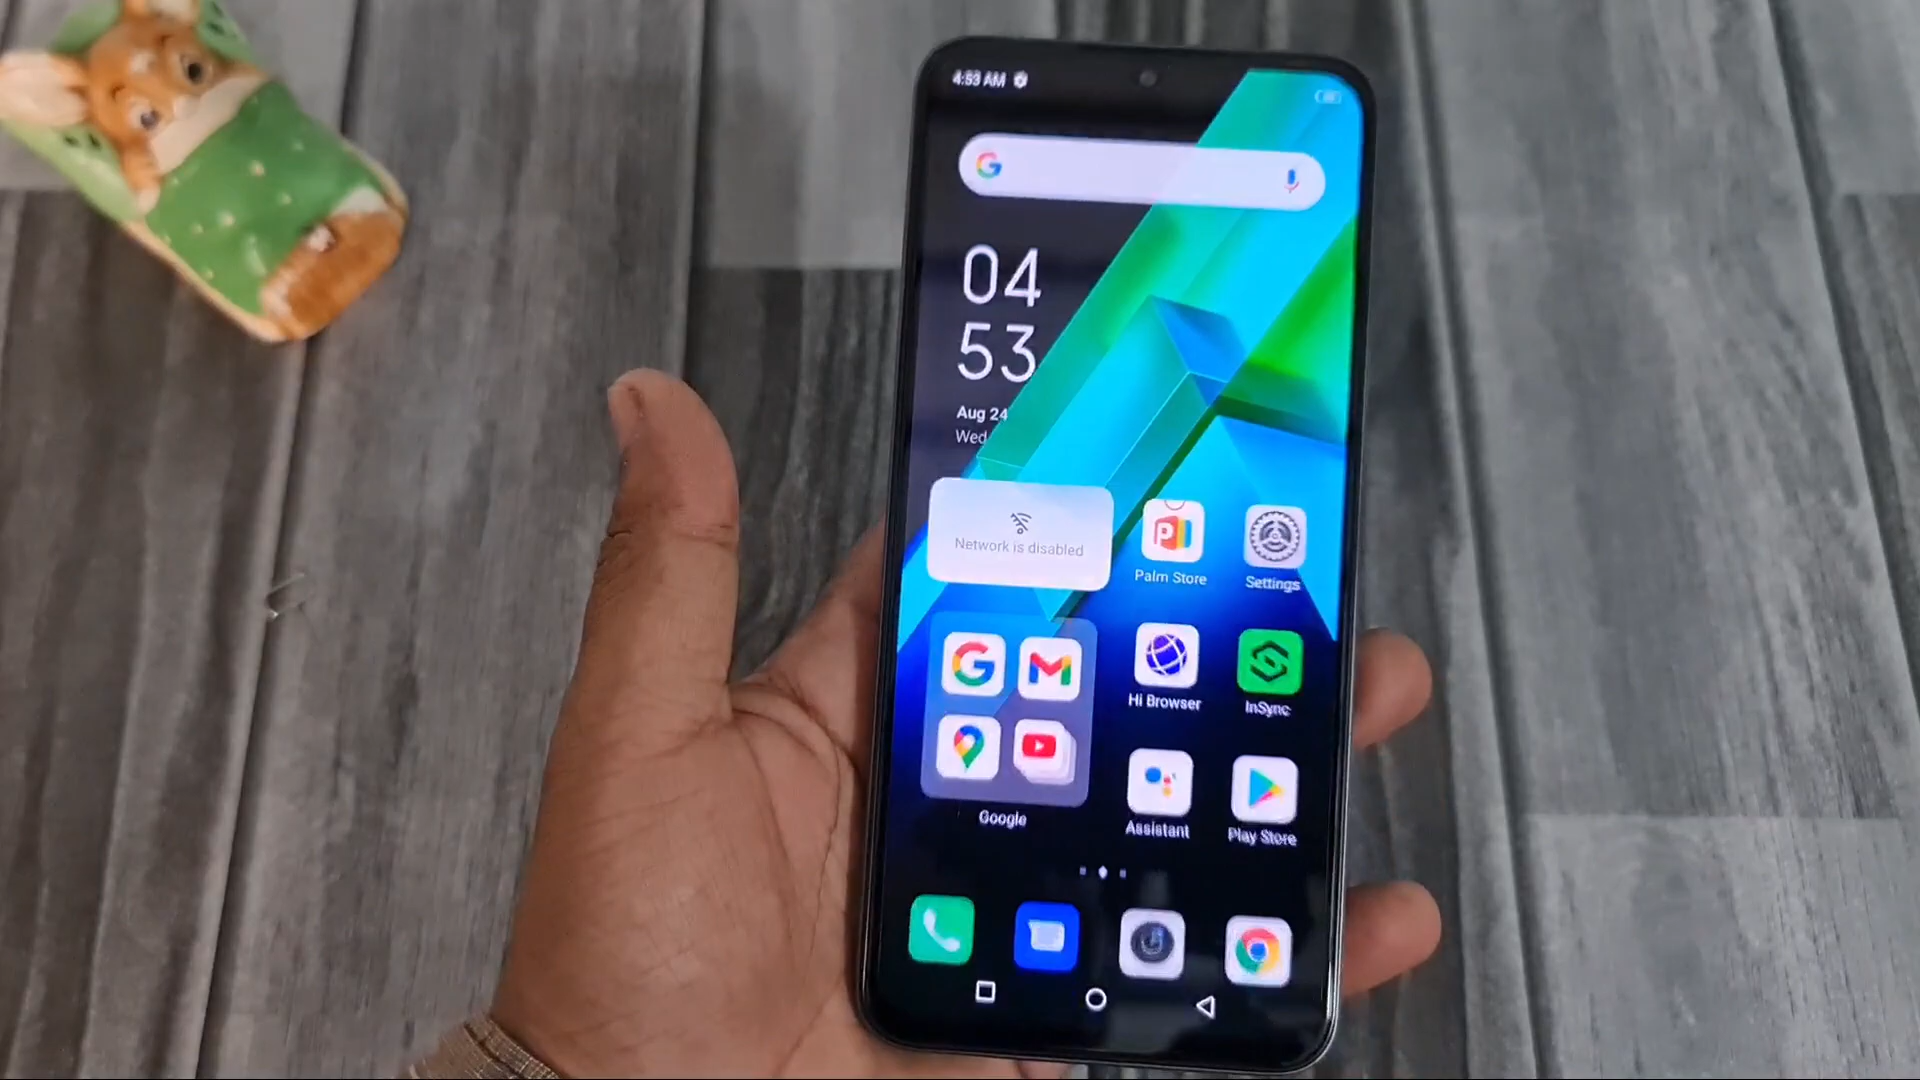 4:53 AM
04
53
Aug 24
Wed
Network is disabled
Palm Store
Settings
Hi Browser
InSync
Google
Assistant
Play Store